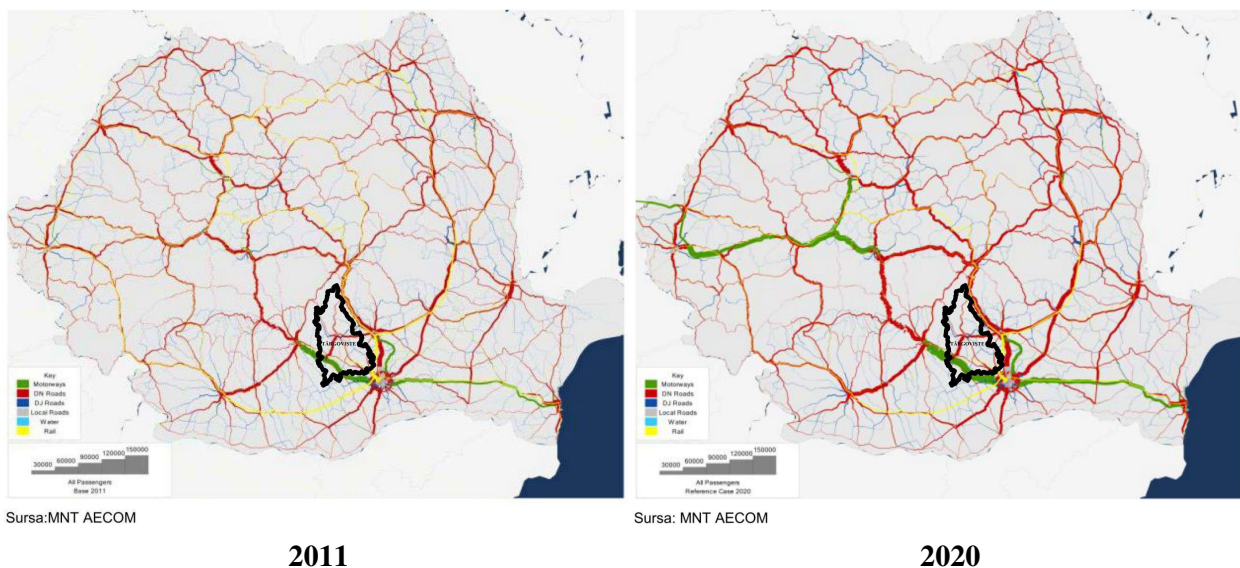 TÂRGOVISTE
Key
Motorways
DN Roads
DJ Roads
Local Roads
Water
Rail
30000 60000 90000 120000 150000
All Passengers
Base 2011
Sursa:MNT AECOM
2011
TÂRGOVISTE
Key
Motorways
DN Roads
DJ Roads
Local Roads
Water
Rail
30000 60000 90000 120000 150000
All Passengers
Reference Case 2020
Sursa: MNT AECOM
2020